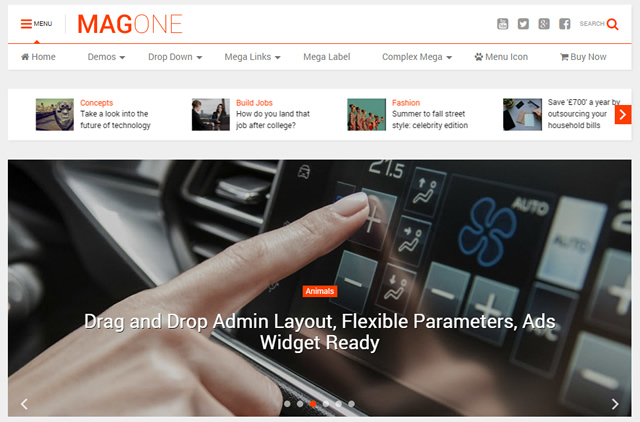 MENU
MAGONE
SEARCH
Home
Demos
Drop Down
Mega Links
Mega Label
Complex Mega
Menu Icon
Buy Now
Concepts
Take a look into the
future of technology
Build Jobs
How do you land that
job after college?
Fashion
Summer to fall street
style: celebrity edition
Save '£700' a year by
outsourcing your
household bills
21.5
AUTO
AUTO
Animals
Drag and Drop Admin Layout, Flexible Parameters, Ads
Widget Ready